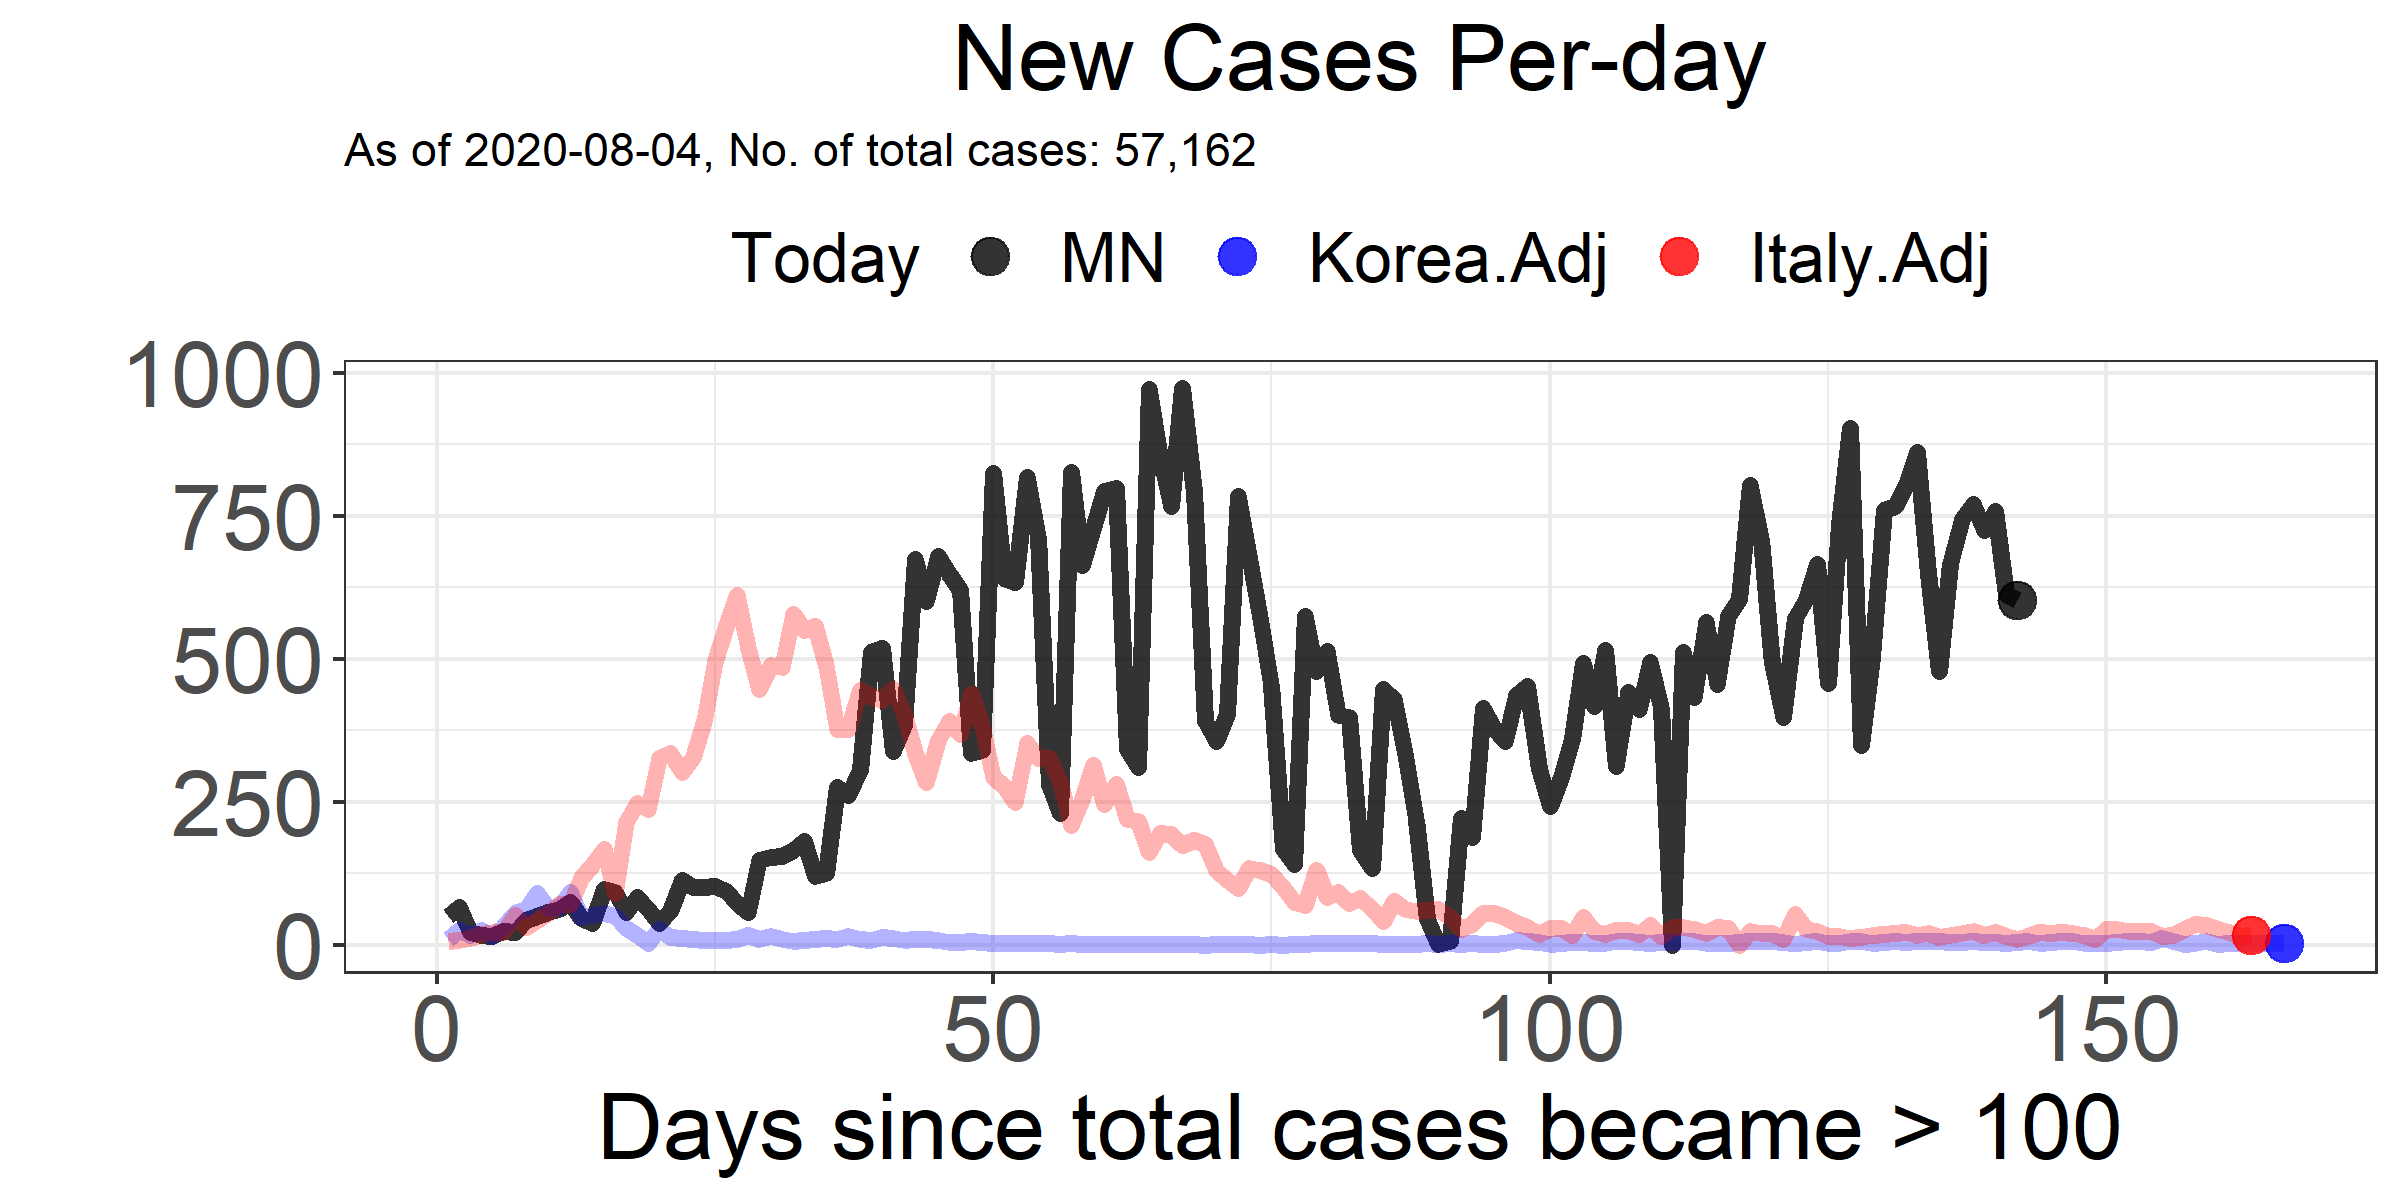 New Cases Per-day
As of 2020-08-04, No. of total cases: 57,162
Today MN Korea.Adj Italy.Adj
1000
750
500
250
0
0 50 100 150
Days since total cases became > 100